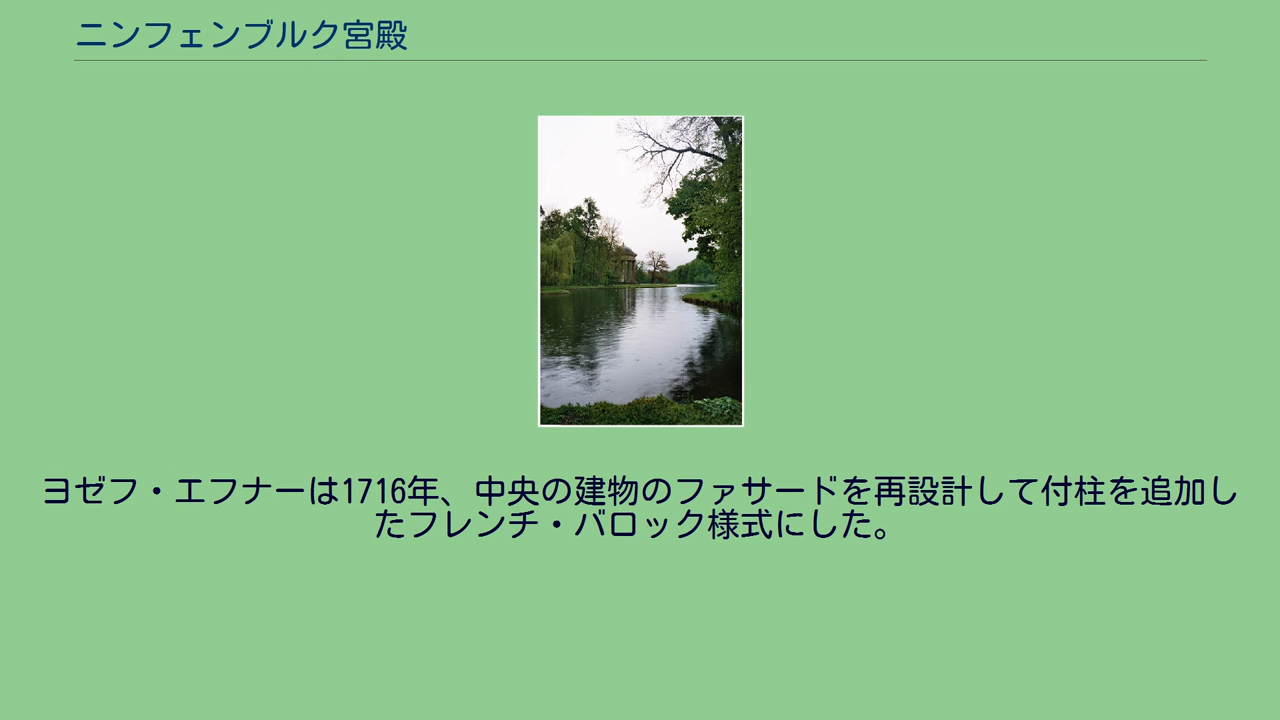 ニンフェンブルク宮殿
ヨゼフ・エフナーは1716年、中央の建物のファサードを再設計して付柱を追加し
たフレンチ・バロック様式にした。